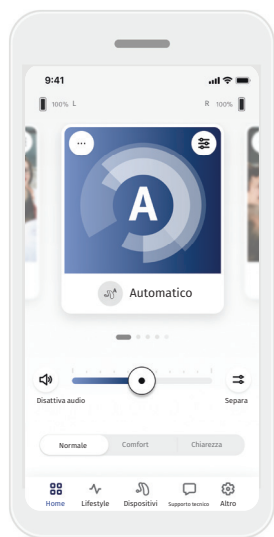 9:41
100% L
R 100%
A
Automatico
Disattiva audio
Separa
Normale Comfort Chiarezza
Home Lifestyle Dispositivi Supporto tecnico Altro